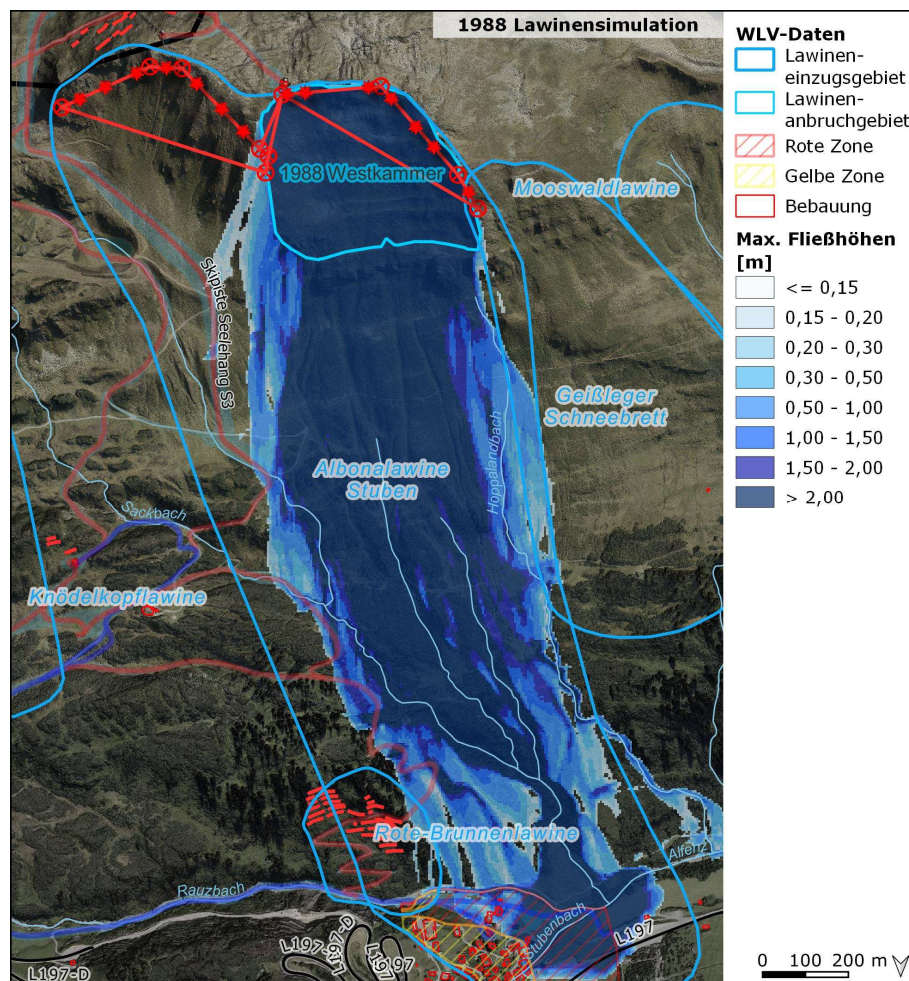 1988 Lawinensimulation
1988 Westkammer
Mooswaldlawine
Skipiste Seelehang S3
Geißleger
Schneebrett
Albonalawine
Stuben
Hoppalandbach
Sackbach
Knödelkopflawine
Rote-Brunnenlawine
Alfenz
Rauzbach
Stubenbach
L197
L197-D
L197
L197-D
L197-D
WLV-Daten
Lawinen-
einzugsgebiet
Lawinen-
anbruchgebiet
Rote Zone
Gelbe Zone
Bebauung
Max. Fließhöhen
[m]
<= 0,15
0,15 - 0,20
0,20 - 0,30
0,30 - 0,50
0,50 - 1,00
1,00 - 1,50
1,50 - 2,00
> 2,00
0 100 200 m